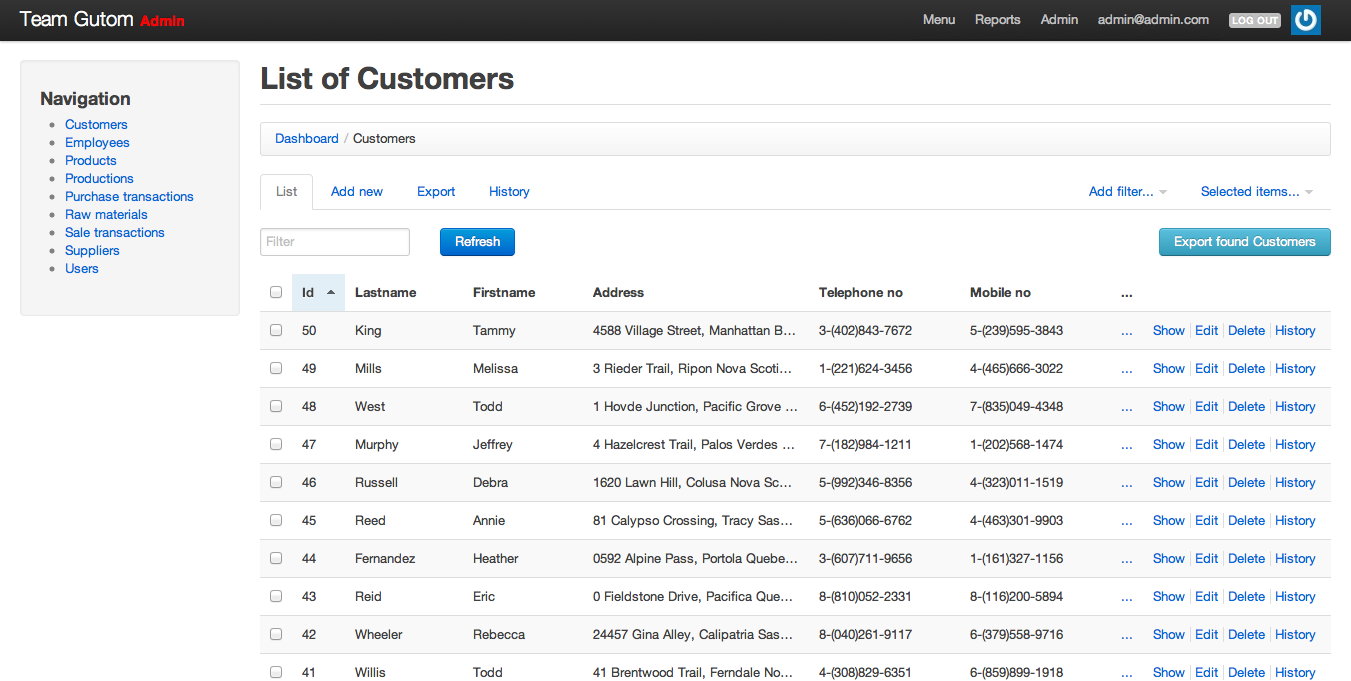 Team Gutom Admin Menu Reports Admin admin@admin.com LOG OUT
Navigation
Customers
Employees
Products
Productions
Purchase transactions
Raw materials
Sale transactions
Suppliers
Users
List of Customers
Dashboard / Customers
List Add new Export History Add filter... Selected items...
Filter Refresh Export found Customers
Id Lastname Firstname Address Telephone no Mobile no ...
50 King Tammy 4588 Village Street, Manhattan B... 3-(402)843-7672 5-(239)595-3843 ... Show Edit Delete History
49 Mills Melissa 3 Rieder Trail, Ripon Nova Scoti... 1-(221)624-3456 4-(465)666-3022 ... Show Edit Delete History
48 West Todd 1 Hovde Junction, Pacific Grove ... 6-(452)192-2739 7-(835)049-4348 ... Show Edit Delete History
47 Murphy Jeffrey 4 Hazelcrest Trail, Palos Verdes ... 7-(182)984-1211 1-(202)568-1474 ... Show Edit Delete History
46 Russell Debra 1620 Lawn Hill, Colusa Nova Sc... 5-(992)346-8356 4-(323)011-1519 ... Show Edit Delete History
45 Reed Annie 81 Calypso Crossing, Tracy Sas... 5-(636)066-6762 4-(463)301-9903 ... Show Edit Delete History
44 Fernandez Heather 0592 Alpine Pass, Portola Quebe... 3-(607)711-9656 1-(161)327-1156 ... Show Edit Delete History
43 Reid Eric 0 Fieldstone Drive, Pacifica Que... 8-(810)052-2331 8-(116)200-5894 ... Show Edit Delete History
42 Wheeler Rebecca 24457 Gina Alley, Calipatria Sas... 8-(040)261-9117 6-(379)558-9716 ... Show Edit Delete History
41 Willis Todd 41 Brentwood Trail, Ferndale No... 4-(308)829-6351 6-(859)899-1918 ... Show Edit Delete History